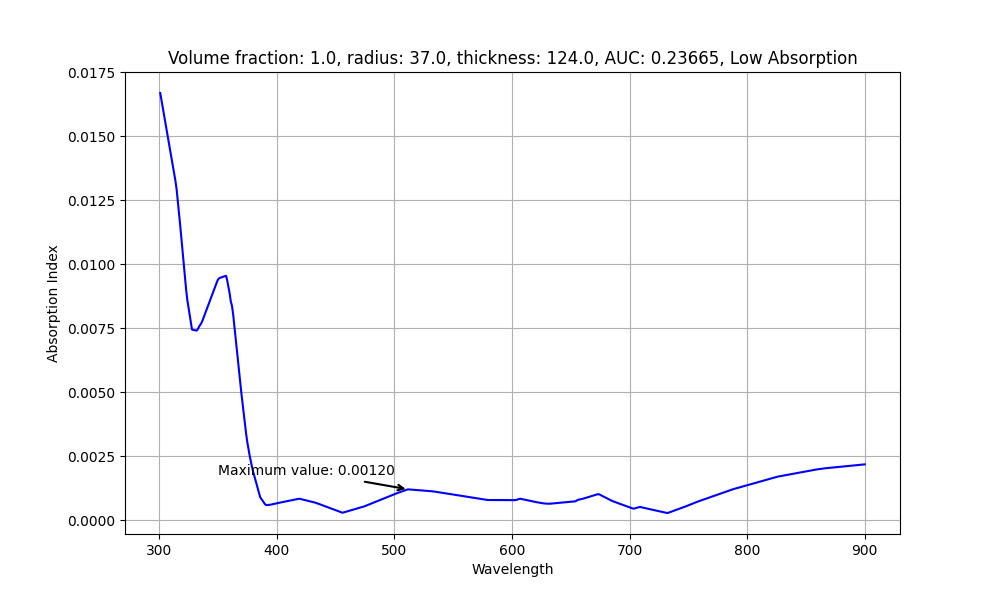 Volume fraction: 1.0, radius: 37.0, thickness: 124.0, AUC: 0.23665, Low Absorption
0.0175
0.0150
0.0125
0.0100
0.0075
0.0050
0.0025
0.0000
Absorption Index
Maximum value: 0.00120
300 400 500 600 700 800 900
Wavelength